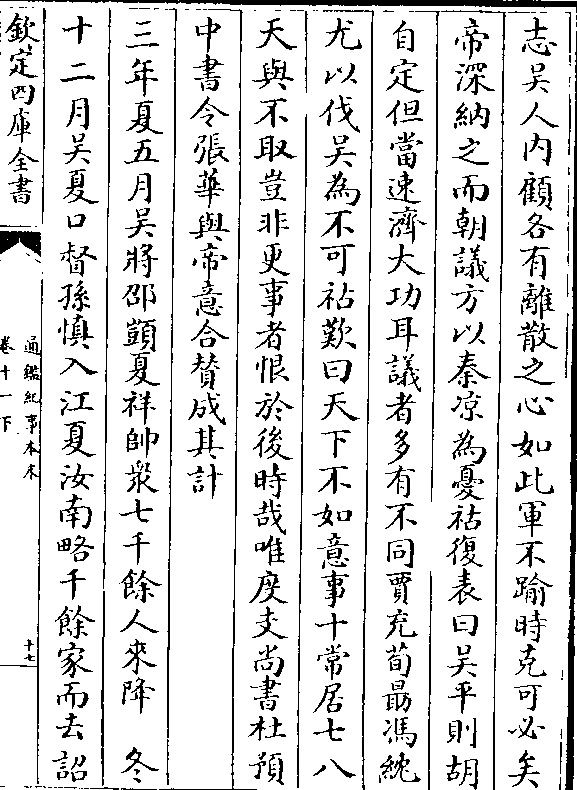 志吳人内顧各有離散之心如此軍不踰時克可必矣
帝深納之而朝議方以秦涼為憂祜復表曰吳平則胡
自定但當速濟大功耳議者多有不同賈充荀勗馮紞
尤以伐吳為不可祜歎曰天下不如意事十常居七八
天與不取豈非更事者恨於後時哉唯度支尚書杜預
中書令張華與帝意合賛成其計
三年夏五月吳將邵顗夏祥帥衆七千餘人來降　冬
十二月吳夏口督孫慎入江夏汝南略千餘家而去詔
欽定四庫全書
通鑑紀事本末
卷十一下
十七